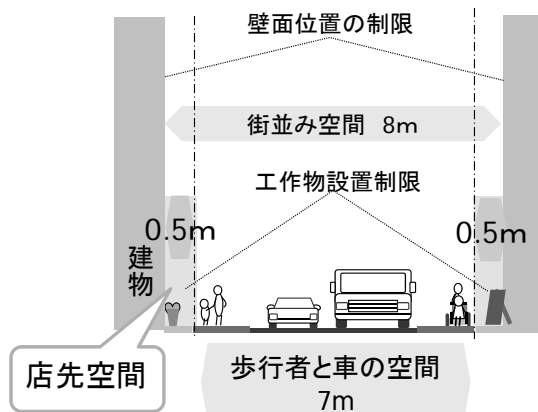 壁面位置の制限
街並み空間 8m
工作物設置制限
0.5m
0.5m
建物
店先空間
歩行者と車の空間
7m